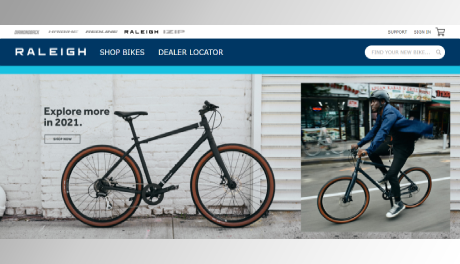 RALEIGH
SUPPORT SIGN IN
RALEIGH SHOP BIKES DEALER LOCATOR
FIND YOUR NEW BIKE...
Explore more
in 2021.
SHOP NOW